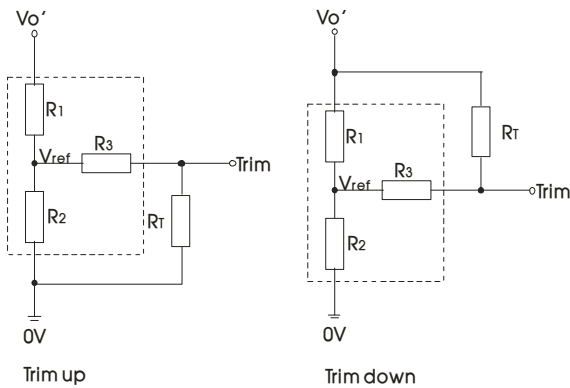 Vo'
R1
R3
Vref
Trim
R2
RT
0V
Trim up
Vo'
R1
RT
R3
Vref
Trim
R2
0V
Trim down